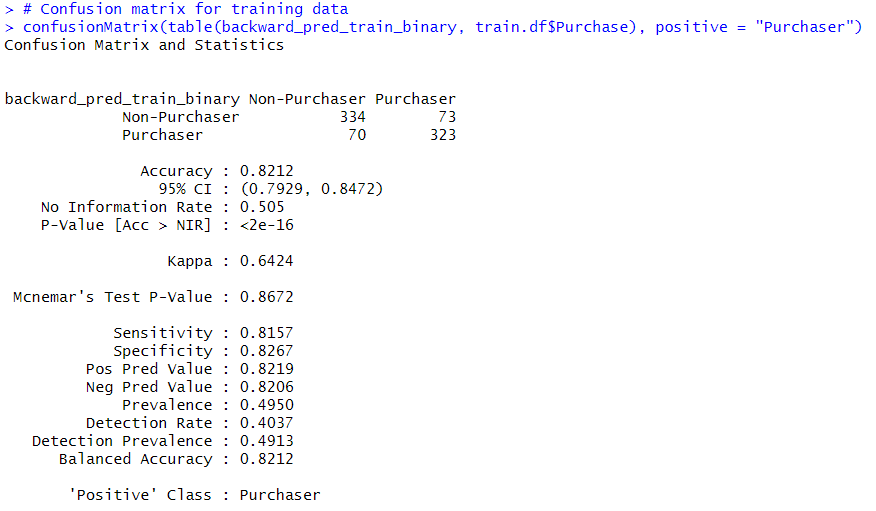 > # Confusion matrix for training data
> confusionMatrix(table(backward_pred_train_binary, train.df$Purchase), positive = "Purchaser")
Confusion Matrix and Statistics
backward_pred_train_binary Non-Purchaser Purchaser
Non-Purchaser 334 73
Purchaser 70 323
Accuracy : 0.8212
95% CI : (0.7929, 0.8472)
No Information Rate : 0.505
P-Value [Acc > NIR] : <2e-16
Kappa : 0.6424
Mcnemar's Test P-Value : 0.8672
Sensitivity : 0.8157
Specificity : 0.8267
Pos Pred Value : 0.8219
Neg Pred Value : 0.8206
Prevalence : 0.4950
Detection Rate : 0.4037
Detection Prevalence : 0.4913
Balanced Accuracy : 0.8212
'Positive' Class : Purchaser